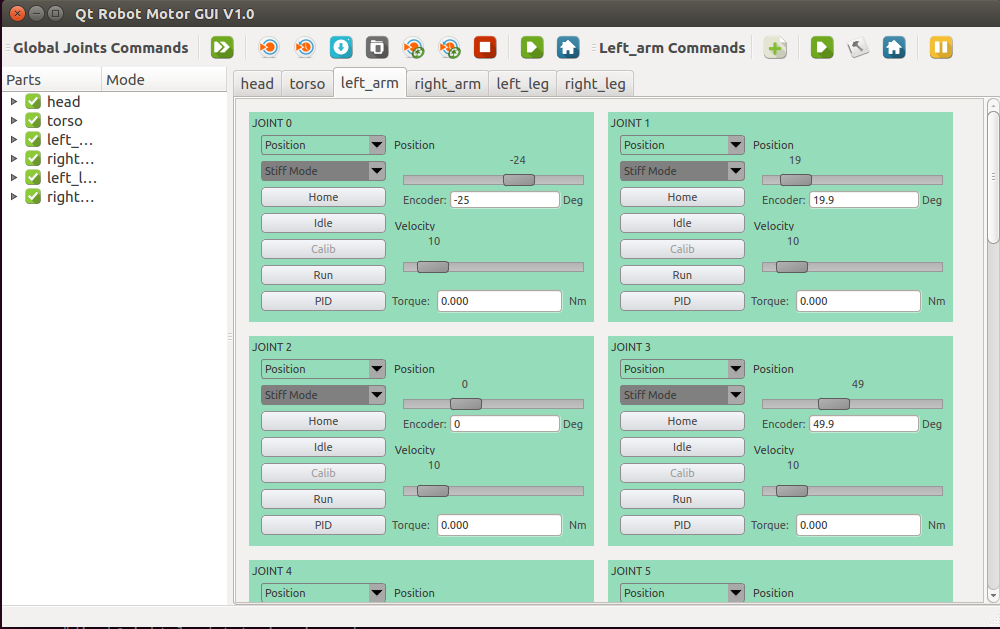 Qt Robot Motor GUI V1.0
Global Joints Commands
Left_arm Commands
Parts Mode
head
torso
left_...
right...
left_l...
right...
head torso left_arm right_arm left_leg right_leg
JOINT 0
Position
Position
-24
Stiff Mode
Home
Encoder: -25 Deg
Idle
Velocity
10
Calib
Run
PID
Torque: 0.000 Nm
JOINT 1
Position
Position
19
Stiff Mode
Home
Encoder: 19.9 Deg
Idle
Velocity
10
Calib
Run
PID
Torque: 0.000 Nm
JOINT 2
Position
Position
0
Stiff Mode
Home
Encoder: 0 Deg
Idle
Velocity
10
Calib
Run
PID
Torque: 0.000 Nm
JOINT 3
Position
Position
49
Stiff Mode
Home
Encoder: 49.9 Deg
Idle
Velocity
10
Calib
Run
PID
Torque: 0.000 Nm
JOINT 4
Position
Position
JOINT 5
Position
Position